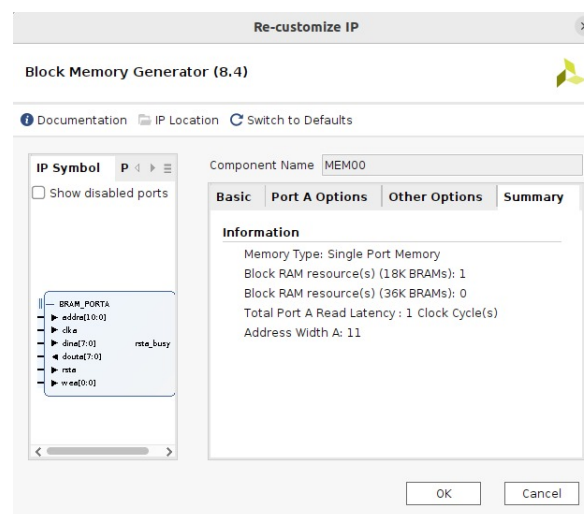 Re-customize IP
Block Memory Generator (8.4)
Documentation IP Location Switch to Defaults
IP Symbol P
Show disabled ports
BRAM_PORTA
addra[10:0]
clka
dina[7:0] rsta_busy
douta[7:0]
rsta
wea[0:0]
Component Name MEM00
Basic Port A Options Other Options Summary
Information
Memory Type: Single Port Memory
Block RAM resource(s) (18K BRAMs): 1
Block RAM resource(s) (36K BRAMs): 0
Total Port A Read Latency : 1 Clock Cycle(s)
Address Width A: 11
OK Cancel